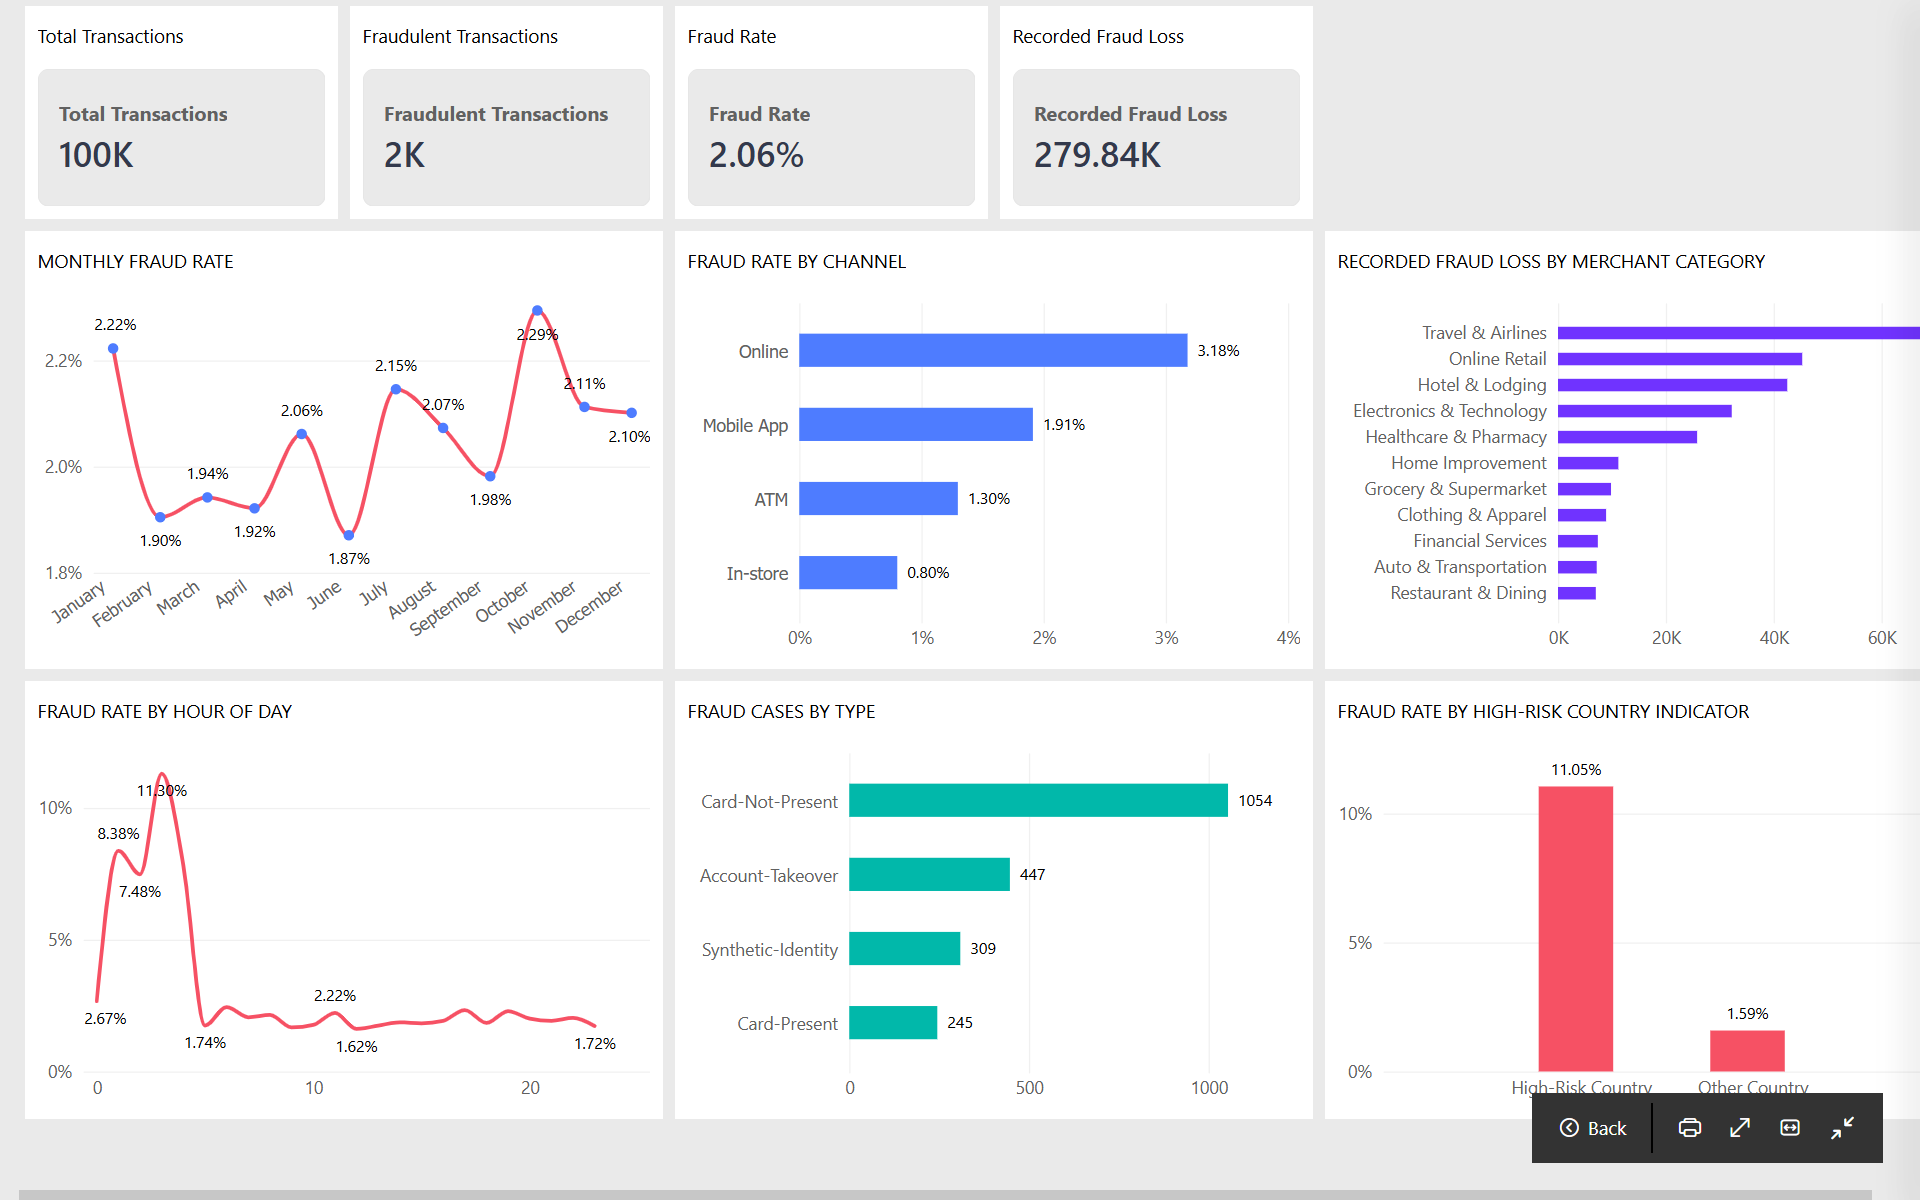 Total Transactions
Total Transactions
100K
Fraudulent Transactions
Fraudulent Transactions
2K
Fraud Rate
Fraud Rate
2.06%
Recorded Fraud Loss
Recorded Fraud Loss
279.84K
MONTHLY FRAUD RATE
2.2%
2.0%
1.8%
2.22%
1.90%
1.94%
1.92%
2.06%
1.87%
2.15%
2.07%
1.98%
2.29%
2.11%
2.10%
January
February
March
April
May
June
July
August
September
October
November
December
FRAUD RATE BY CHANNEL
Online
3.18%
Mobile App
1.91%
ATM
1.30%
In-store
0.80%
0%
1%
2%
3%
4%
RECORDED FRAUD LOSS BY MERCHANT CATEGORY
Travel & Airlines
Online Retail
Hotel & Lodging
Electronics & Technology
Healthcare & Pharmacy
Home Improvement
Grocery & Supermarket
Clothing & Apparel
Financial Services
Auto & Transportation
Restaurant & Dining
0K
20K
40K
60K
FRAUD RATE BY HOUR OF DAY
10%
5%
0%
2.67%
8.38%
7.48%
11.30%
1.74%
2.22%
1.62%
1.72%
0
10
20
FRAUD CASES BY TYPE
Card-Not-Present
1054
Account-Takeover
447
Synthetic-Identity
309
Card-Present
245
0
500
1000
FRAUD RATE BY HIGH-RISK COUNTRY INDICATOR
10%
5%
0%
11.05%
1.59%
High-Risk Country
Other Country
Back